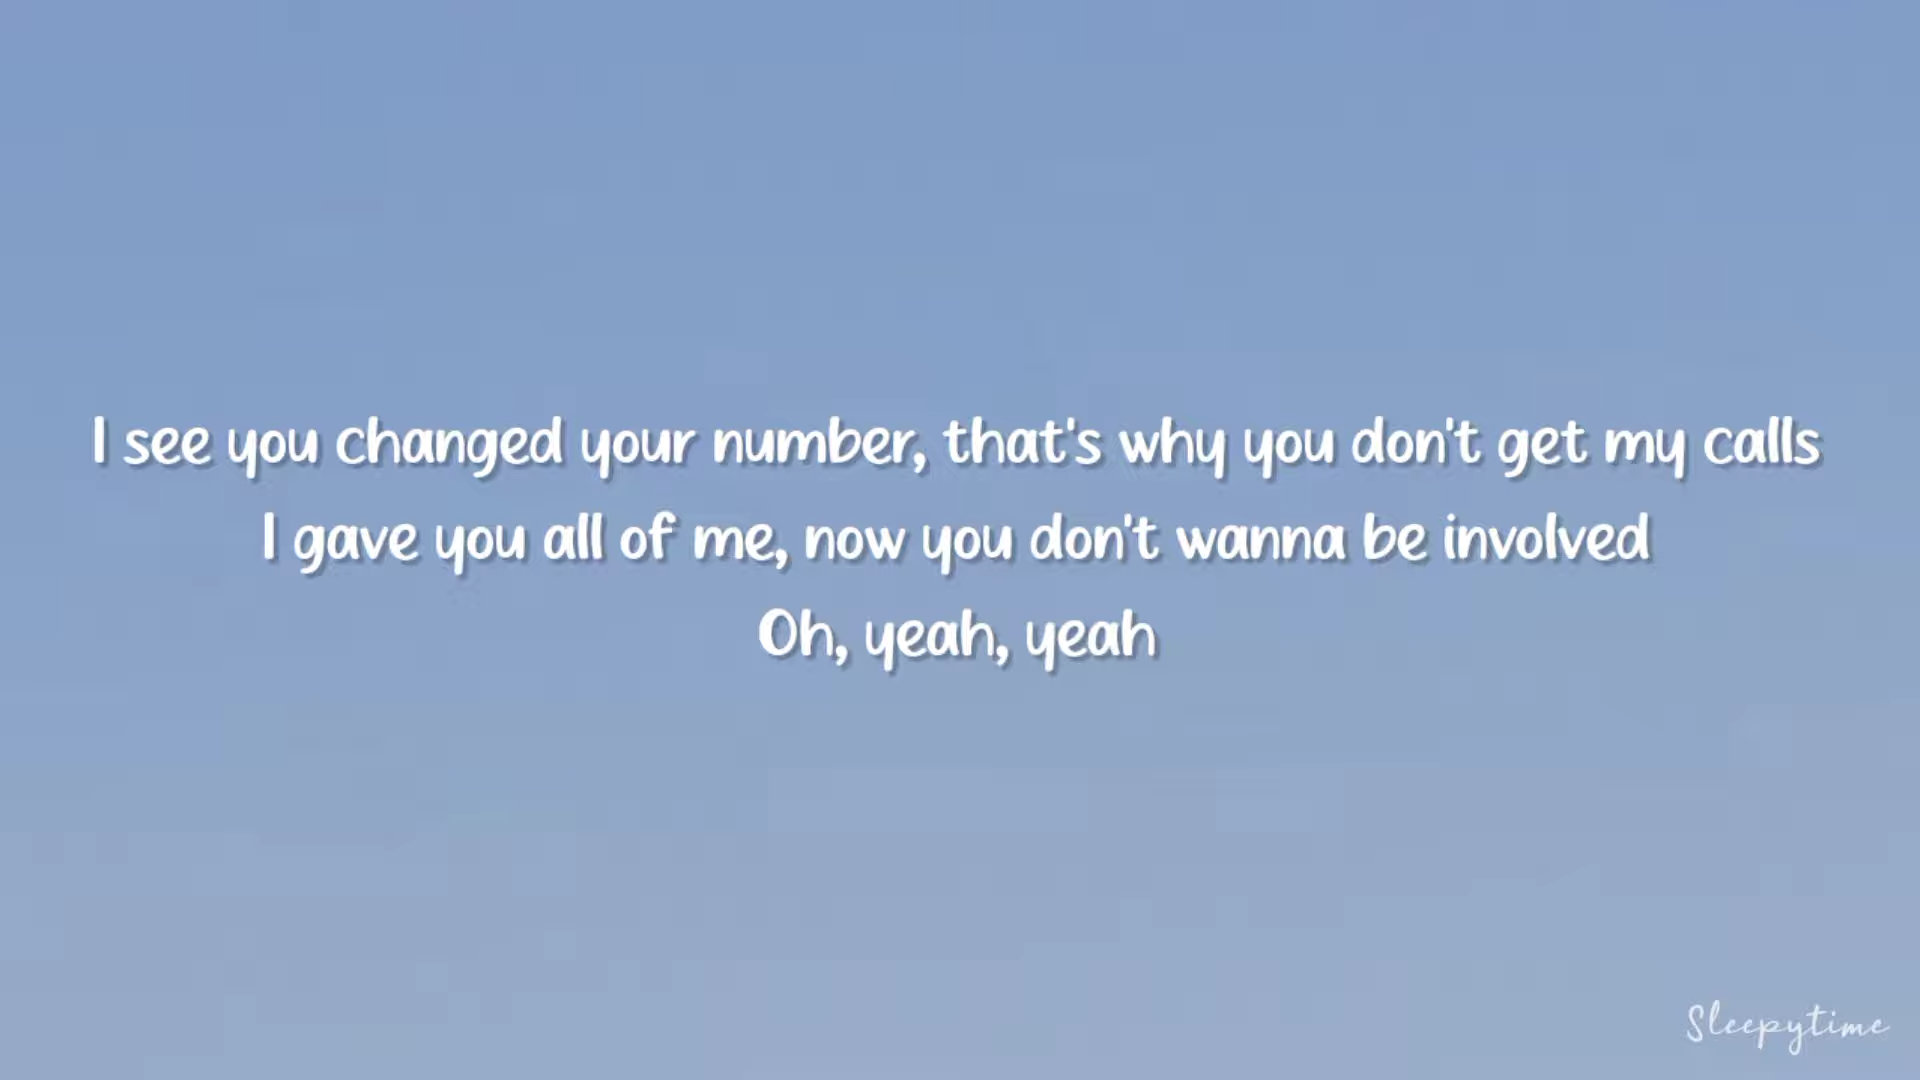 I see you changed your number, that's why you don't get my calls
I gave you all of me, now you don't wanna be involved
Oh, yeah, yeah
Sleepytime